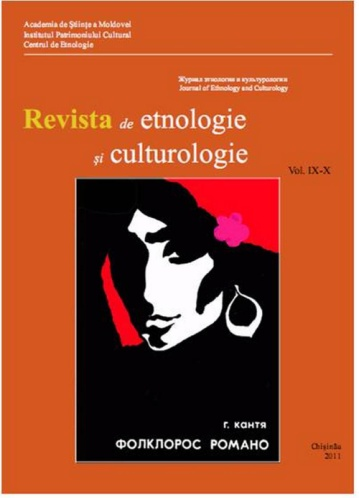 Academia de Ştiinţe a Moldovei
Institutul Patrimoniului Cultural
Centrul de Etnologie
Журнал этнологии и культурологии
Journal of Ethnology and Culturology
Revista de etnologie
şi culturologie
Vol. IX-X
г. кантя
ФОЛКЛОРОС РОМАНО
Chişinău
2011